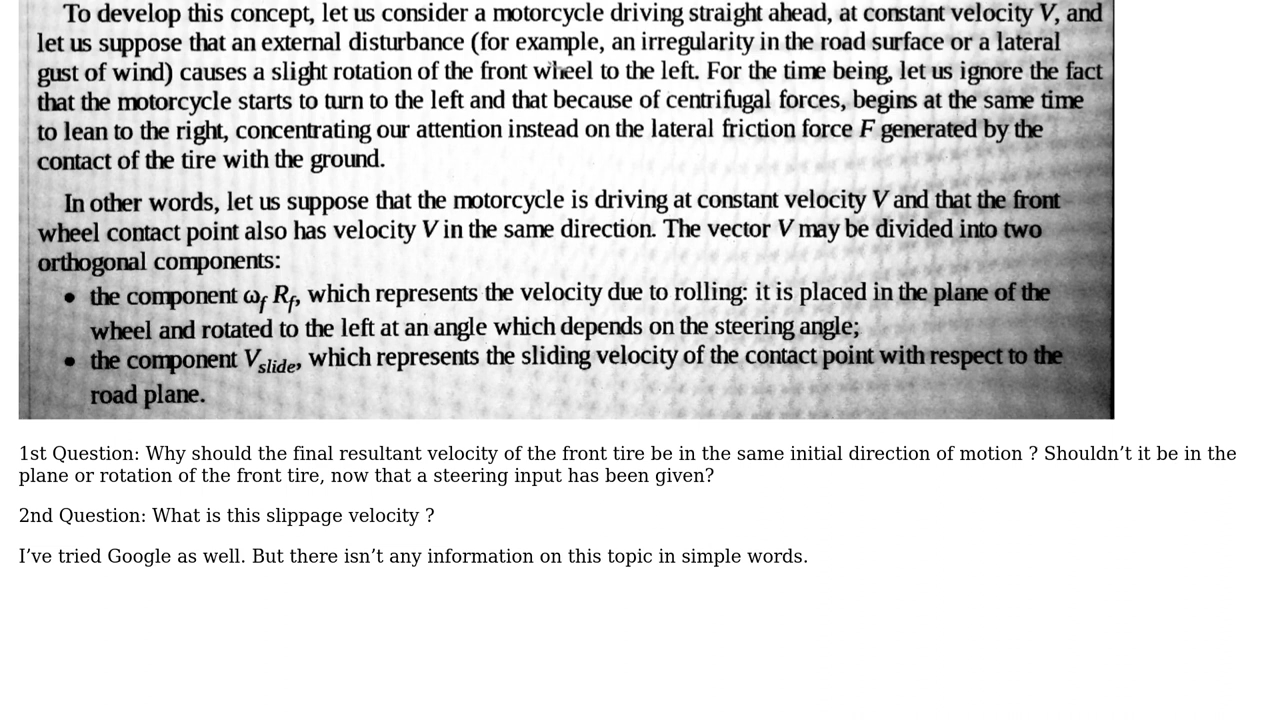 To develop this concept, let us consider a motorcycle driving straight ahead, at constant velocity V, and
let us suppose that an external disturbance (for example, an irregularity in the road surface or a lateral
gust of wind) causes a slight rotation of the front wheel to the left. For the time being, let us ignore the fact
that the motorcycle starts to turn to the left and that because of centrifugal forces, begins at the same time
to lean to the right, concentrating our attention instead on the lateral friction force F generated by the
contact of the tire with the ground.
In other words, let us suppose that the motorcycle is driving at constant velocity V and that the front
wheel contact point also has velocity V in the same direction. The vector V may be divided into two
orthogonal components:
• the component ωf Rf, which represents the velocity due to rolling: it is placed in the plane of the
wheel and rotated to the left at an angle which depends on the steering angle;
• the component Vslide, which represents the sliding velocity of the contact point with respect to the
road plane.
1st Question: Why should the final resultant velocity of the front tire be in the same initial direction of motion ? Shouldn’t it be in the
plane or rotation of the front tire, now that a steering input has been given?
2nd Question: What is this slippage velocity ?
I’ve tried Google as well. But there isn’t any information on this topic in simple words.